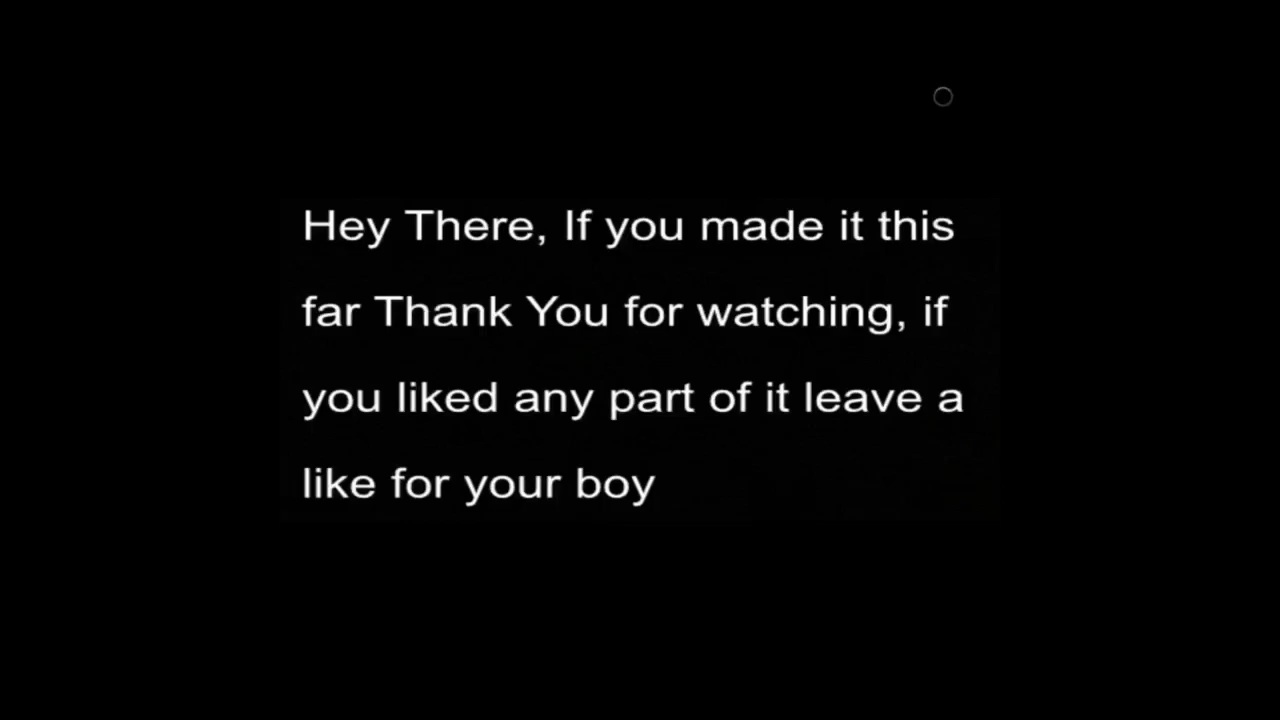 Hey There, If you made it this
far Thank You for watching, if
you liked any part of it leave a
like for your boy